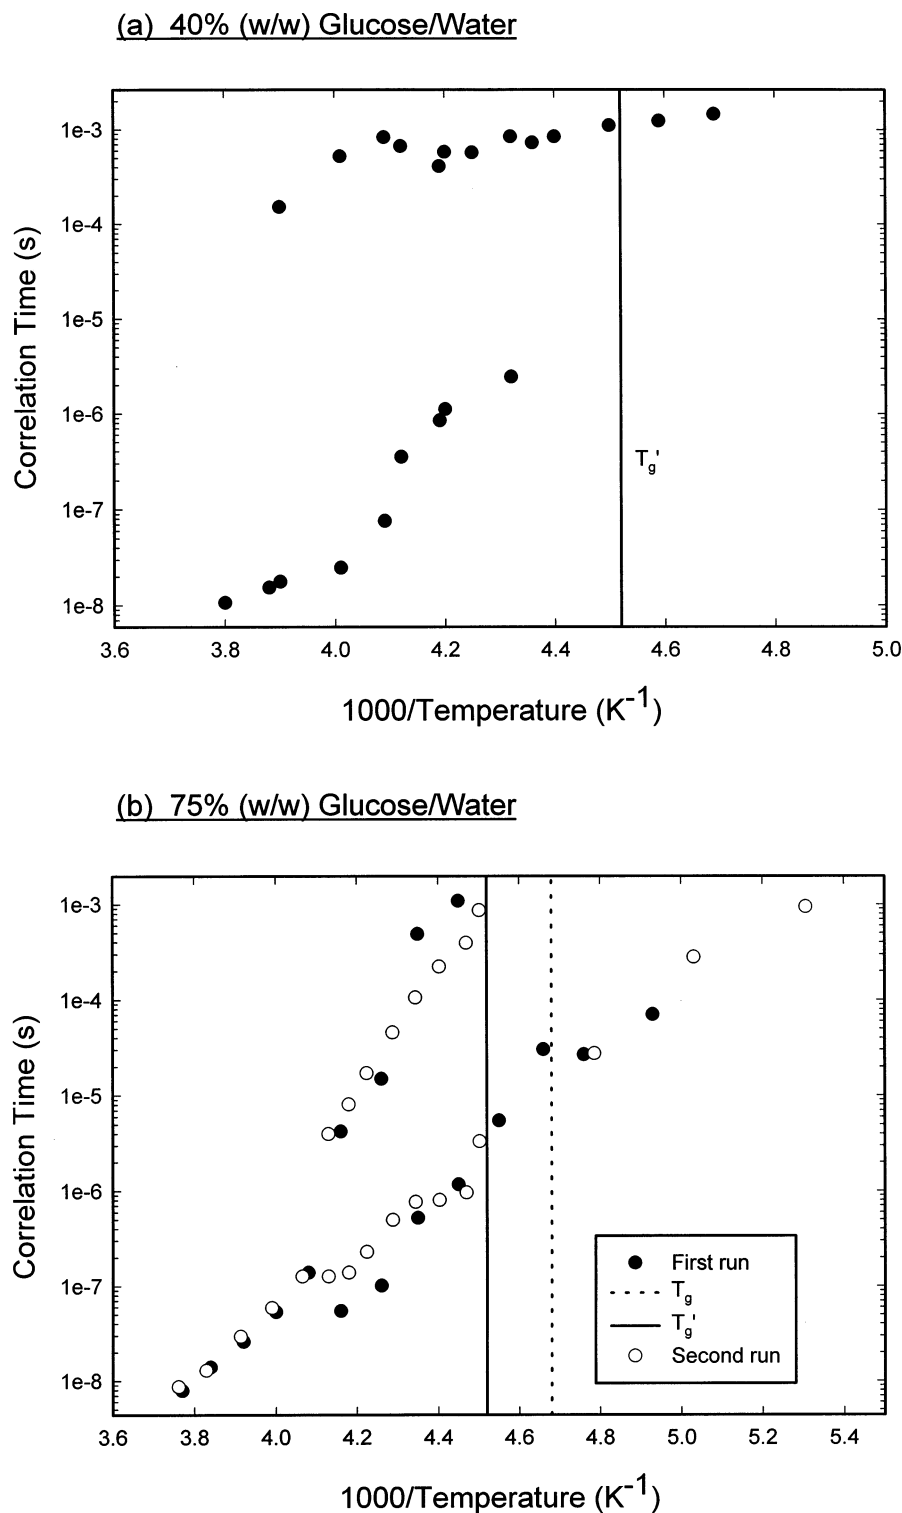 (a) 40% (w/w) Glucose/Water
1e-3
1e-4
1e-5
1e-6
1e-7
1e-8
Correlation Time (s)
Tg'
3.6 3.8 4.0 4.2 4.4 4.6 4.8 5.0
1000/Temperature (K-1)
(b) 75% (w/w) Glucose/Water
1e-3
1e-4
1e-5
1e-6
1e-7
1e-8
Correlation Time (s)
First run
Tg
Tg'
Second run
3.6 3.8 4.0 4.2 4.4 4.6 4.8 5.0 5.2 5.4
1000/Temperature (K-1)